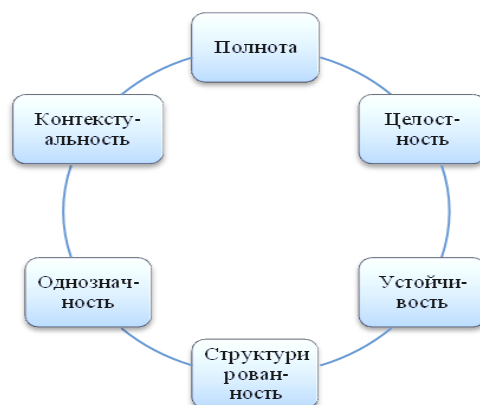 Полнота
Целост-
ность
Устойчи-
вость
Структури
рован-
ность
Однознач-
ность
Контексту-
альность